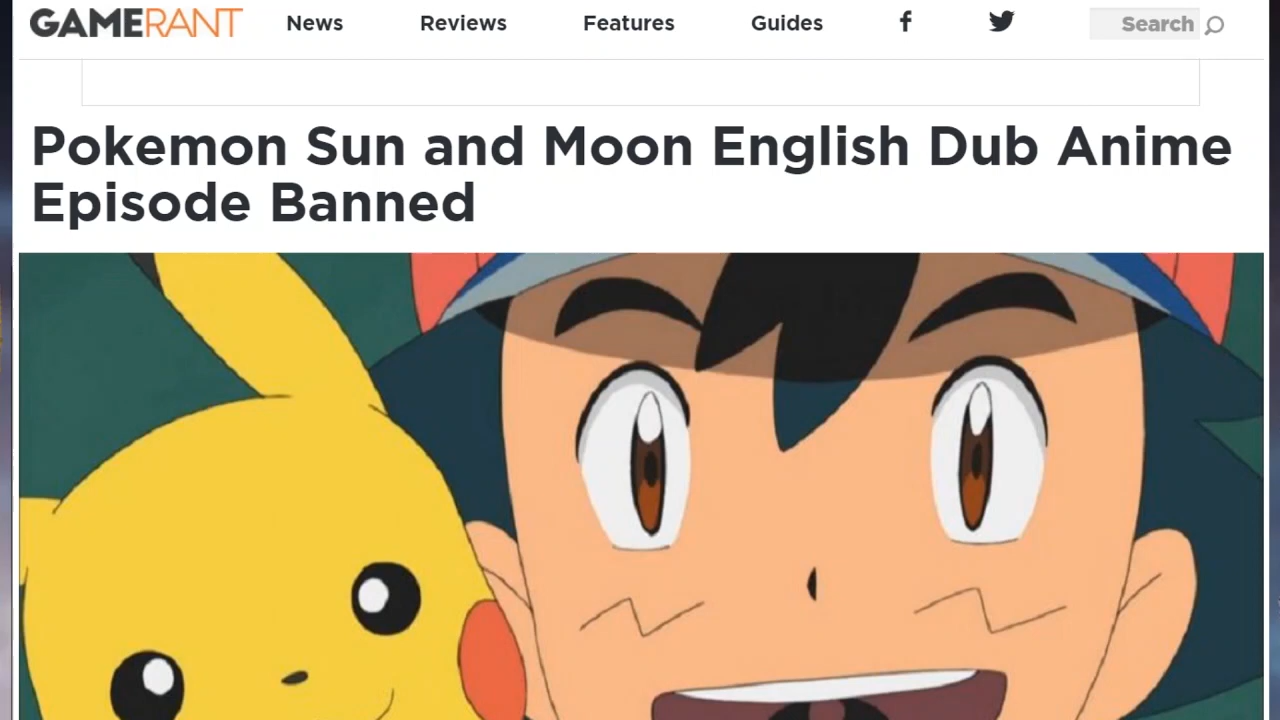 GAMERANT News Reviews Features Guides Search
Pokemon Sun and Moon English Dub Anime
Episode Banned